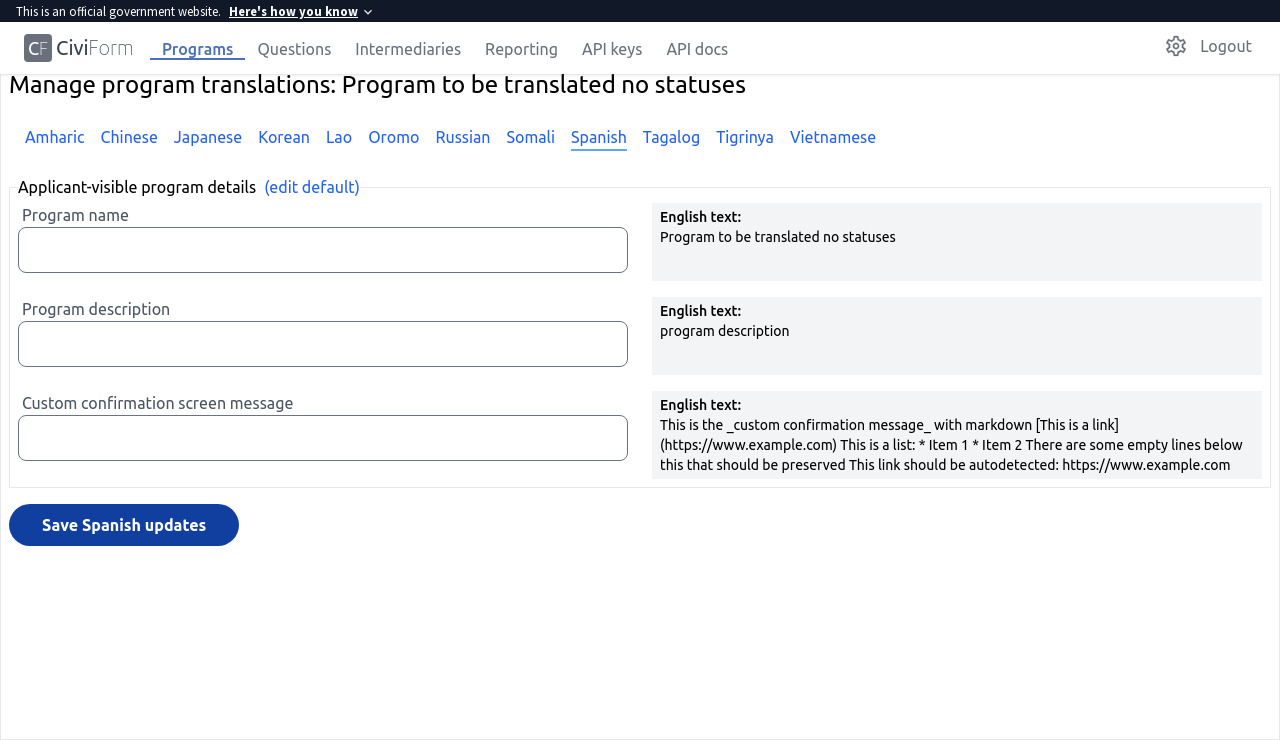 This is an official government website. Here's how you know
CF CiviForm Programs Questions Intermediaries Reporting API keys API docs Logout
Manage program translations: Program to be translated no statuses
Amharic Chinese Japanese Korean Lao Oromo Russian Somali Spanish Tagalog Tigrinya Vietnamese
Applicant-visible program details (edit default)
Program name
English text:
Program to be translated no statuses
Program description
English text:
program description
Custom confirmation screen message
English text:
This is the _custom confirmation message_ with markdown [This is a link]
(https://www.example.com) This is a list: * Item 1 * Item 2 There are some empty lines below
this that should be preserved This link should be autodetected: https://www.example.com
Save Spanish updates